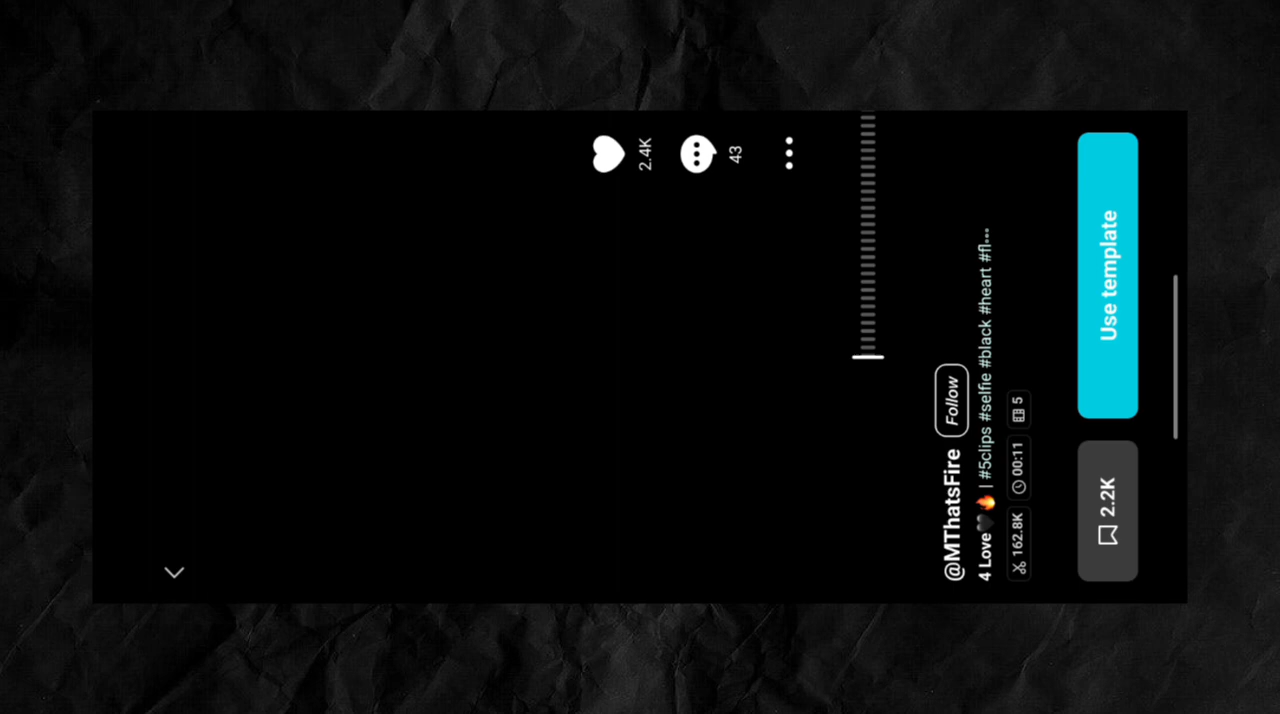 2.4K
43
@MThatsFire Follow
4 Love🖤🔥 | #5clips #selfie #black #heart #fl...
162.8K 00:11 5
2.2K Use template